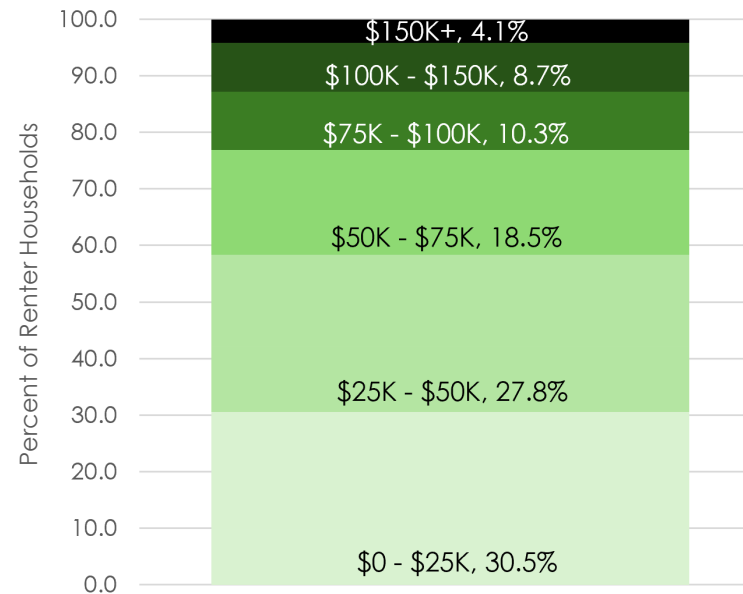 100.0
90.0
80.0
70.0
60.0
50.0
40.0
30.0
20.0
10.0
0.0
Percent of Renter Households
$150K+, 4.1%
$100K - $150K, 8.7%
$75K - $100K, 10.3%
$50K - $75K, 18.5%
$25K - $50K, 27.8%
$0 - $25K, 30.5%